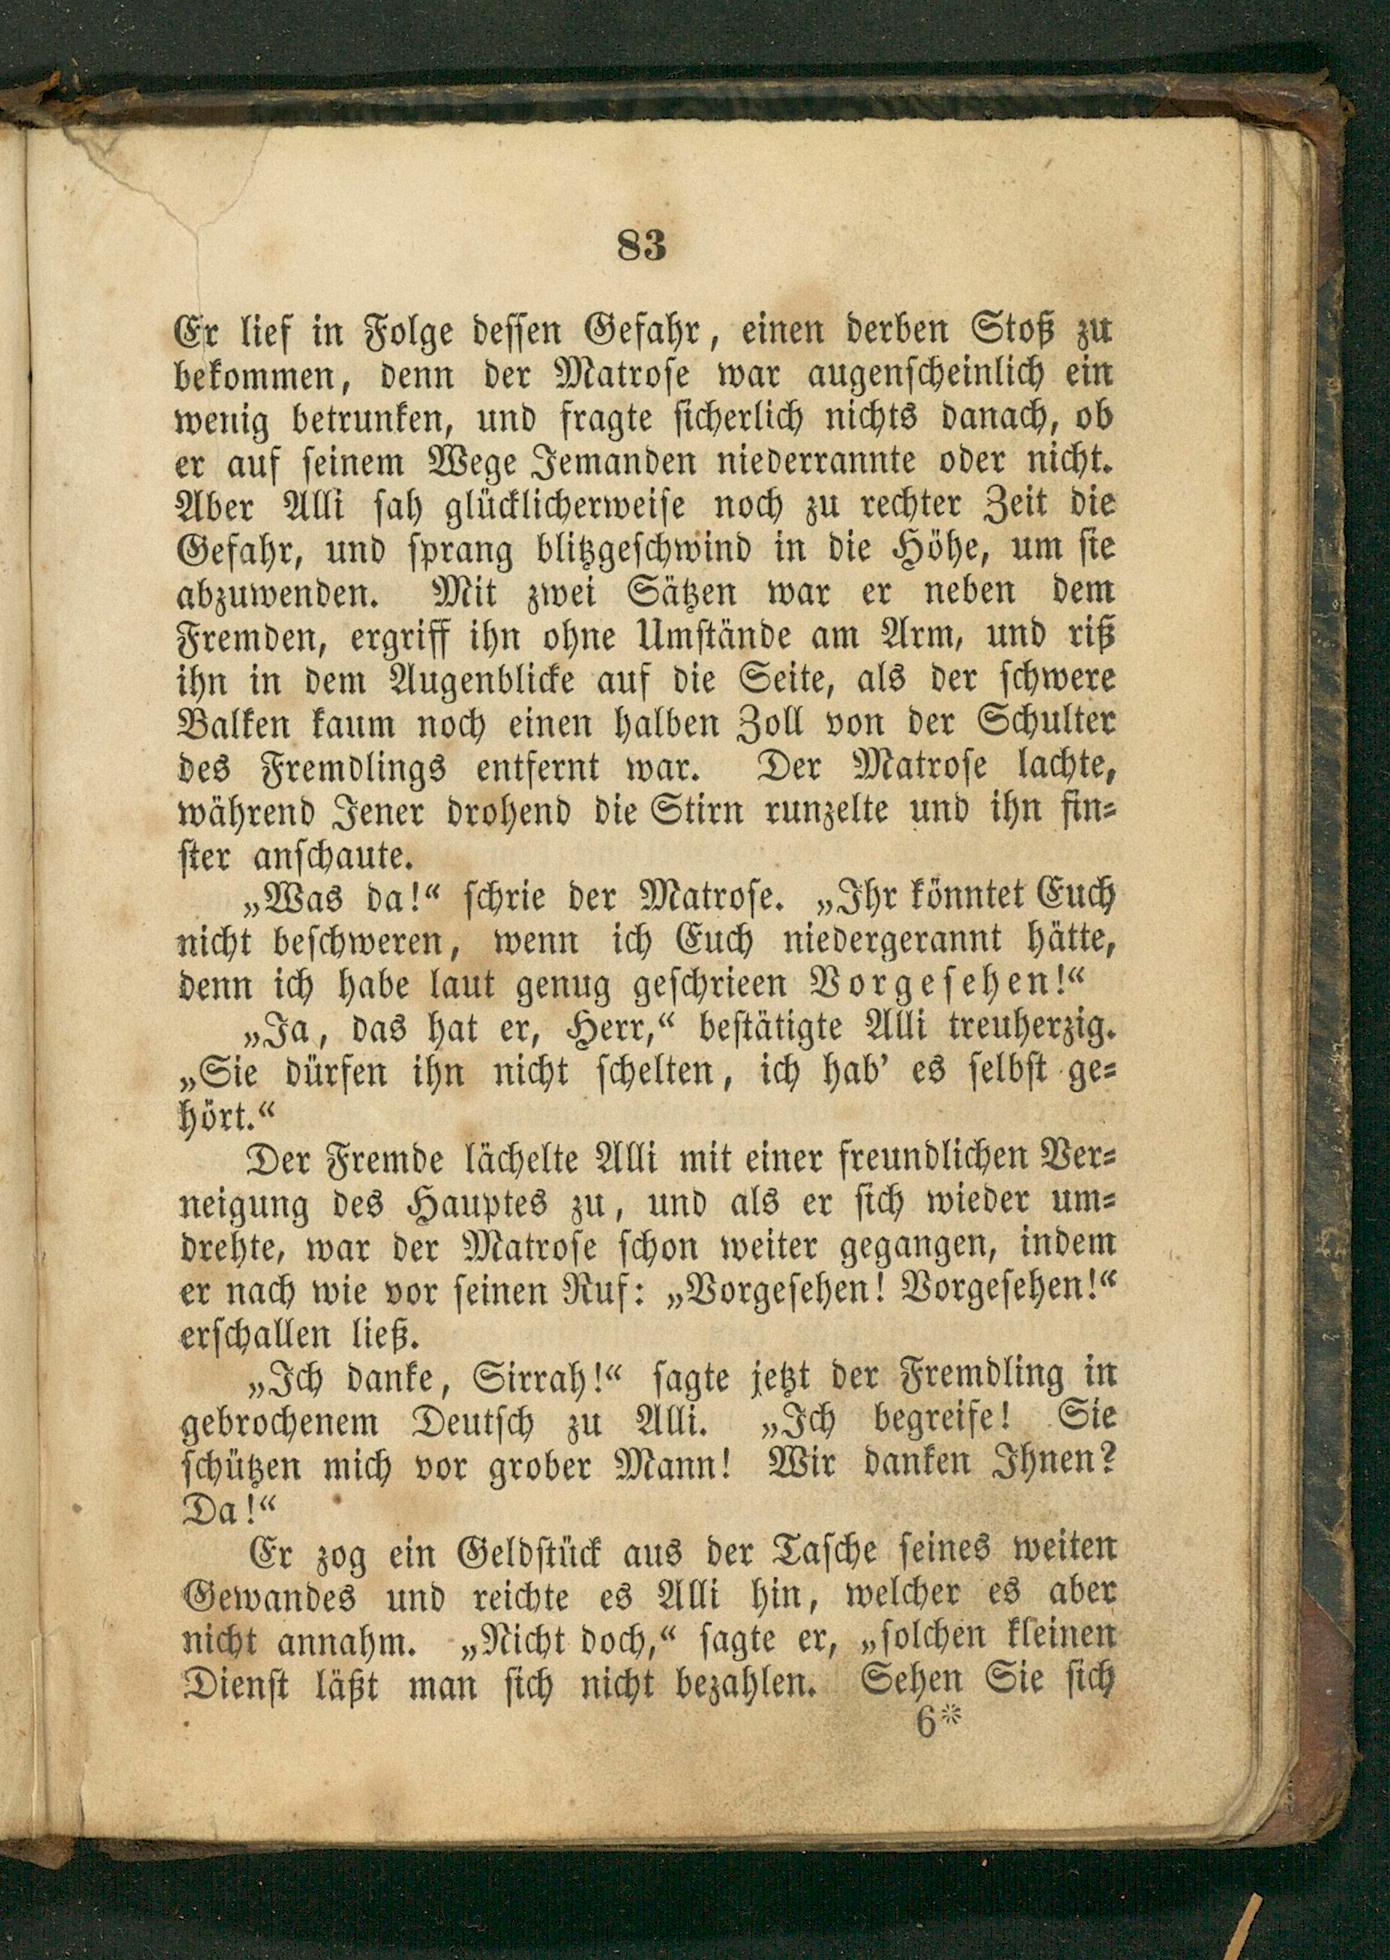 83
Er lief in Folge dessen Gefahr, einen derben Stoß zu
bekommen, denn der Matrose war augenscheinlich ein
wenig betrunken, und fragte sicherlich nichts danach, ob
er auf seinem Wege Jemanden niederrannte oder nicht.
Aber Alli sah glücklicherweise noch zu rechter Zeit die
Gefahr, und sprang blitzgeschwind in die Höhe, um sie
abzuwenden. Mit zwei Sätzen war er neben dem
Fremden, ergriff ihn ohne Umstände am Arm, und riß
ihn in dem Augenblicke auf die Seite, als der schwere
Balken kaum noch einen halben Zoll von der Schulter
des Fremdlings entfernt war. Der Matrose lachte,
während Jener drohend die Stirn runzelte und ihn fin-
ster anschaute.
„Was da!“ schrie der Matrose. „Ihr könntet Euch
nicht beschweren, wenn ich Euch niedergerannt hätte,
denn ich habe laut genug geschrieen Vorgesehen!“
„Ja, das hat er, Herr,“ bestätigte Alli treuherzig.
„Sie dürfen ihn nicht schelten, ich hab’ es selbst ge-
hört.“
Der Fremde lächelte Alli mit einer freundlichen Ver-
neigung des Hauptes zu, und als er sich wieder um-
drehte, war der Matrose schon weiter gegangen, indem
er nach wie vor seinen Ruf: „Vorgesehen! Vorgesehen!“
erschallen ließ.
„Ich danke, Sirrah!“ sagte jetzt der Fremdling in
gebrochenem Deutsch zu Alli. „Ich begreife! Sie
schützen mich vor grober Mann! Wir danken Ihnen?
Da!“
Er zog ein Geldstück aus der Tasche seines weiten
Gewandes und reichte es Alli hin, welcher es aber
nicht annahm. „Nicht doch,“ sagte er, „solchen kleinen
Dienst läßt man sich nicht bezahlen. Sehen Sie sich
6*